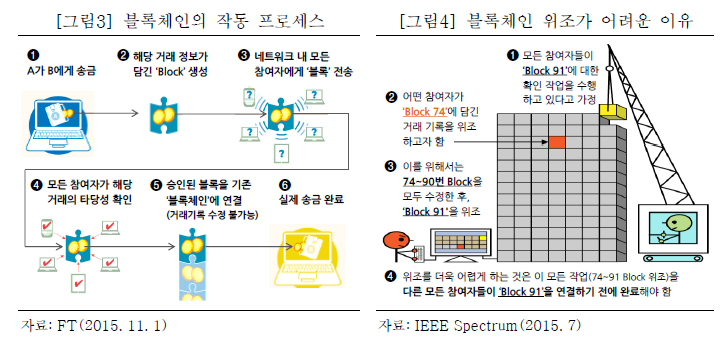 [그림3] 블록체인의 작동 프로세스
❶
A가 B에게 송금
❷ 해당 거래 정보가
담긴 'Block' 생성
❸ 네트워크 내 모든
참여자에게 '블록' 전송
?
?
?
?
?
?
❹ 모든 참여자가 해당
거래의 타당성 확인
❺ 승인된 블록을 기존
'블록체인'에 연결
(거래기록 수정 불가능)
❻
실제 송금 완료
자료: FT(2015. 11. 1)
[그림4] 블록체인 위조가 어려운 이유
❶ 모든 참여자들이
'Block 91'에 대한
확인 작업을 수행
하고 있다고 가정
❷ 어떤 참여자가
'Block 74'에 담긴
거래 기록을 위조
하고자 함
❸ 이를 위해서는
74~90번 Block을
모두 수정한 후,
'Block 91'을 위조
❹ 위조를 더욱 어렵게 하는 것은 이 모든 작업(74~91 Block 위조)을
다른 모든 참여자들이 'Block 91'을 연결하기 전에 완료해야 함
자료: IEEE Spectrum(2015. 7)